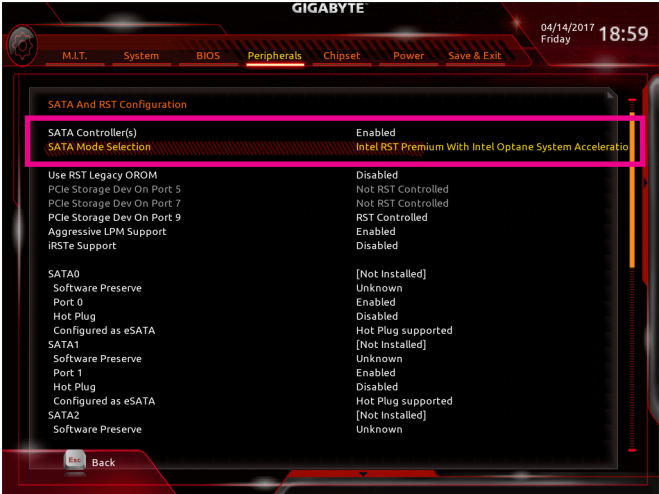 GIGABYTE
04/14/2017 18:59
Friday
M.I.T. System BIOS Peripherals Chipset Power Save & Exit
SATA And RST Configuration
SATA Controller(s) Enabled
SATA Mode Selection Intel RST Premium With Intel Optane System Acceleratio
Use RST Legacy OROM Disabled
PCIe Storage Dev On Port 5 Not RST Controlled
PCIe Storage Dev On Port 7 Not RST Controlled
PCIe Storage Dev On Port 9 RST Controlled
Aggressive LPM Support Enabled
iRSTe Support Disabled
SATA0 [Not Installed]
Software Preserve Unknown
Port 0 Enabled
Hot Plug Disabled
Configured as eSATA Hot Plug supported
SATA1 [Not Installed]
Software Preserve Unknown
Port 1 Enabled
Hot Plug Disabled
Configured as eSATA Hot Plug supported
SATA2 [Not Installed]
Software Preserve Unknown
Esc Back